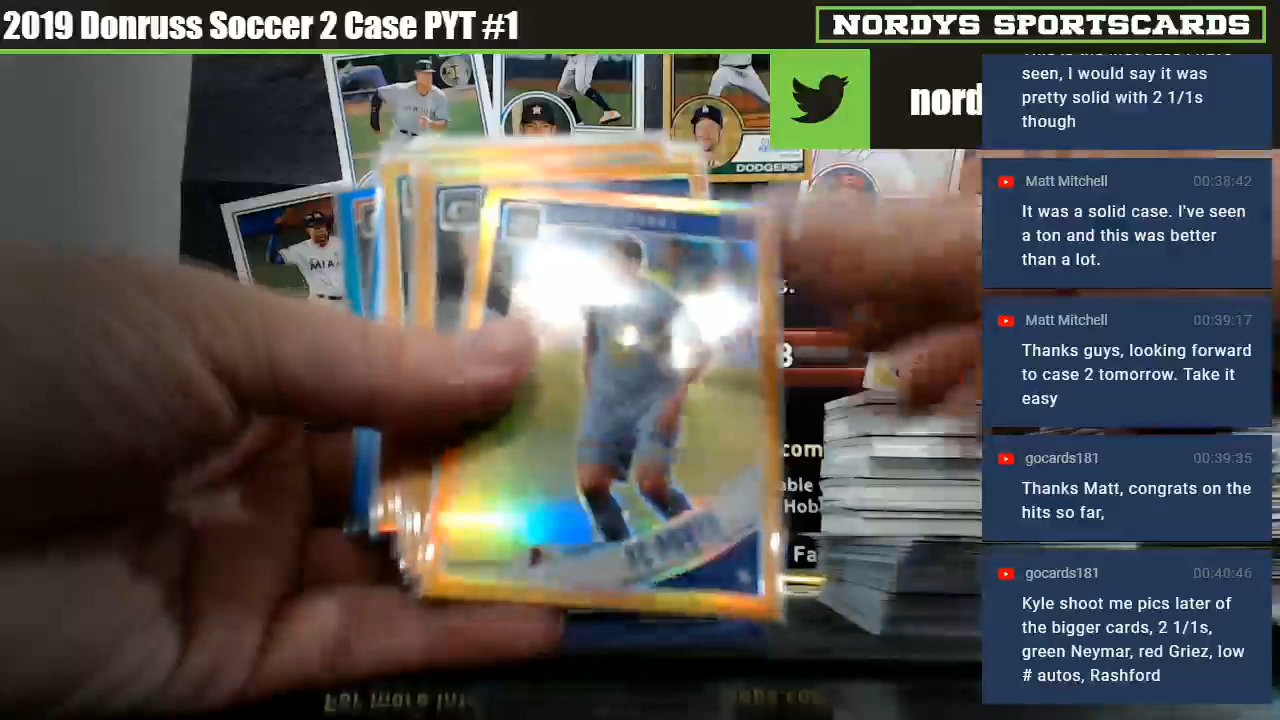 2019 Donruss Soccer 2 Case PYT #1
NORDYS SPORTSCARDS
nord
seen, I would say it was
pretty solid with 2 1/1s
though
DODGERS
Matt Mitchell 00:38:42
It was a solid case. I've seen
a ton and this was better
than a lot.
MIAMI
Matt Mitchell 00:39:17
Thanks guys, looking forward
to case 2 tomorrow. Take it
easy
gocards181 00:39:35
Thanks Matt, congrats on the
hits so far,
com
able
Hob
Fa
gocards181 00:40:46
Kyle shoot me pics later of
the bigger cards, 2 1/1s,
green Neymar, red Griez, low
# autos, Rashford